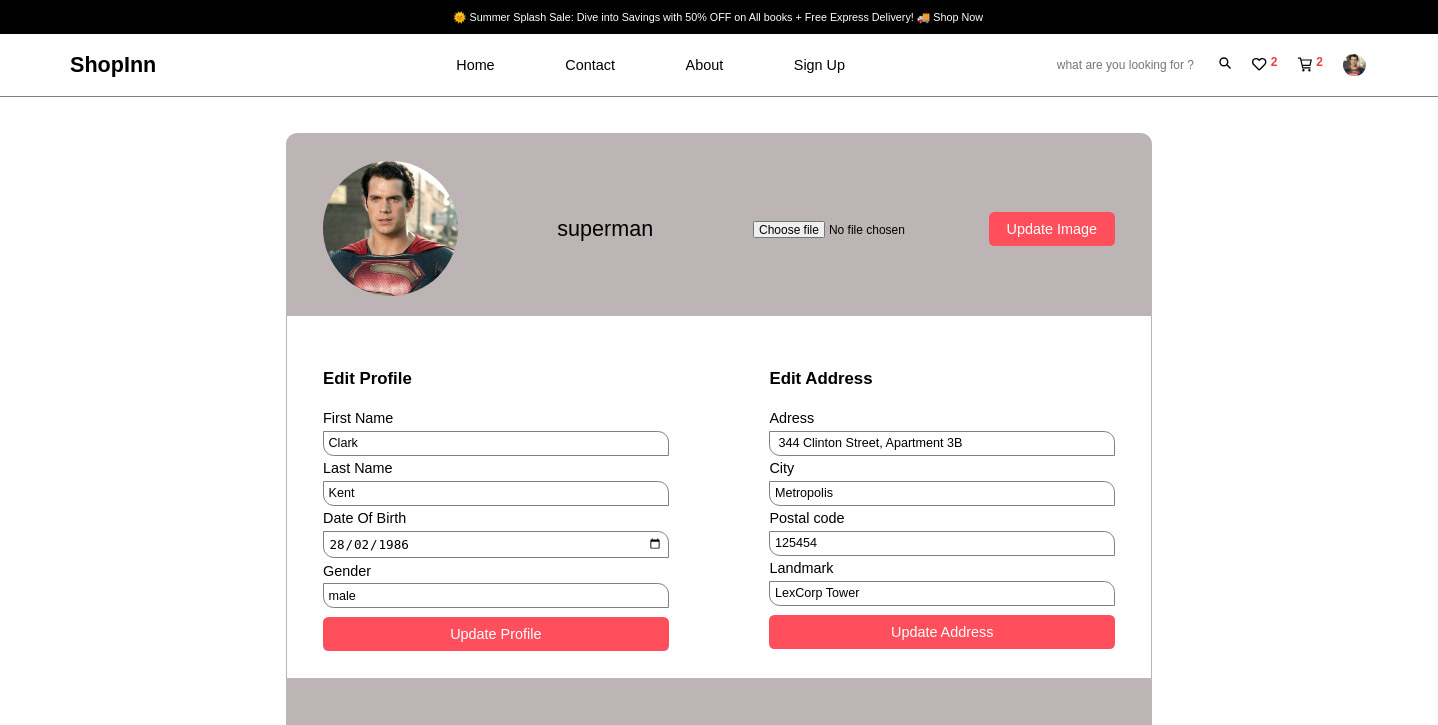 🌞 Summer Splash Sale: Dive into Savings with 50% OFF on All books + Free Express Delivery! 🚚 Shop Now
ShopInn
Home
Contact
About
Sign Up
what are you looking for ?
2
2
superman
Choose file No file chosen
Update Image
Edit Profile
First Name
Clark
Last Name
Kent
Date Of Birth
28/02/1986
Gender
male
Update Profile
Edit Address
Adress
344 Clinton Street, Apartment 3B
City
Metropolis
Postal code
125454
Landmark
LexCorp Tower
Update Address